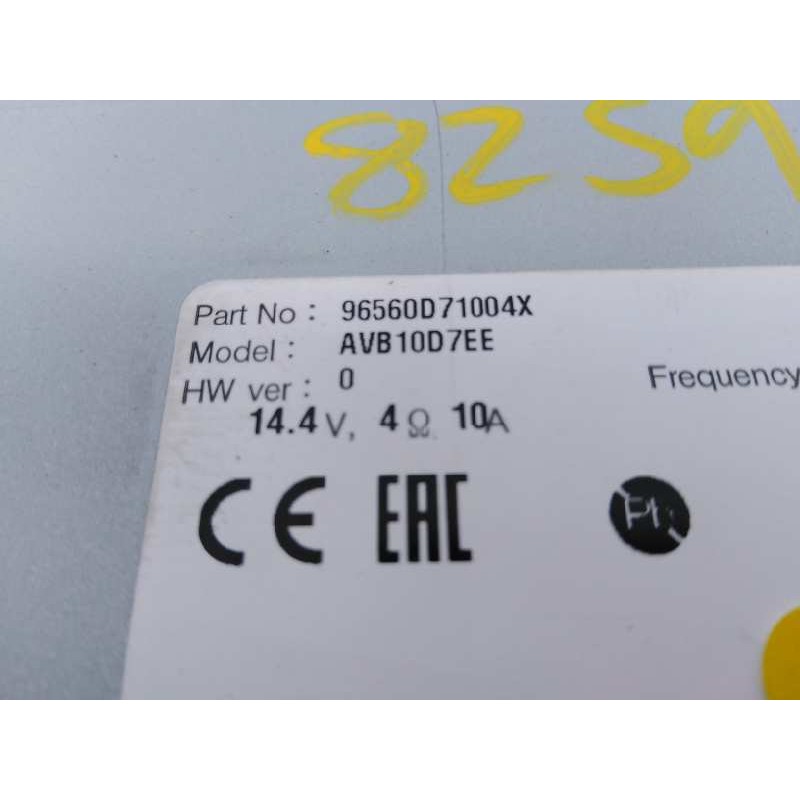 8259
Part No : 96560D71004X
Model : AVB10D7EE
HW ver : 0
Frequency
14.4V, 4Ω 10A
CE EAC